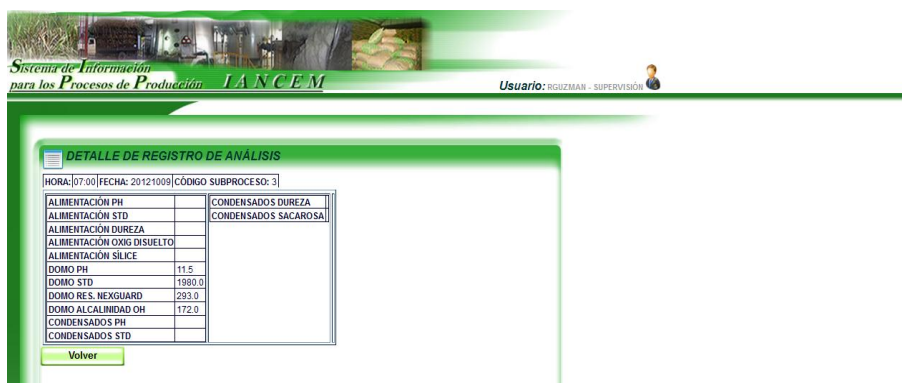 Sistema de Información
para los Procesos de Producción IANCEM
Usuario: RGUZMAN - SUPERVISIÓN
DETALLE DE REGISTRO DE ANÁLISIS
HORA: 07:00 FECHA: 20121009 CÓDIGO SUBPROCESO: 3
ALIMENTACIÓN PH
ALIMENTACIÓN STD
ALIMENTACIÓN DUREZA
ALIMENTACIÓN OXIG DISUELTO
ALIMENTACIÓN SÍLICE
DOMO PH 11.5
DOMO STD 1980.0
DOMO RES. NEXGUARD 293.0
DOMO ALCALINIDAD OH 172.0
CONDENSADOS PH
CONDENSADOS STD
CONDENSADOS DUREZA
CONDENSADOS SACAROSA
Volver